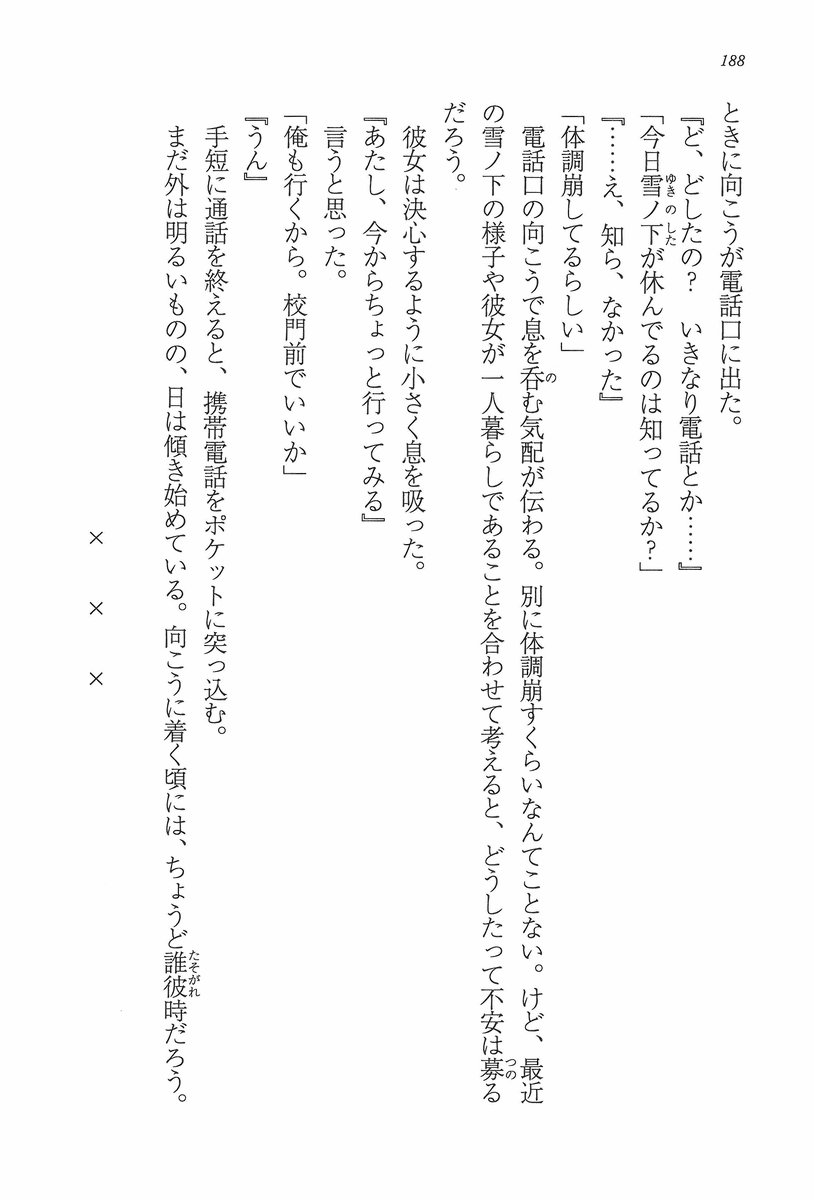 188
ときに向こうが電話口に出た。
『ど、どしたの？　いきなり電話とか……』
「今日雪ノ下が休んでるのは知ってるか？」
『……え、知ら、なかった』
「体調崩してるらしい」
電話口の向こうで息を呑む気配が伝わる。別に体調崩すくらいなんてことない。けど、最近
の雪ノ下の様子や彼女が一人暮らしであることを合わせて考えると、どうしたって不安は募る
だろう。
彼女は決心するように小さく息を吸った。
『あたし、今からちょっと行ってみる』
言うと思った。
「俺も行くから。校門前でいいか」
『うん』
手短に通話を終えると、携帯電話をポケットに突っ込む。
まだ外は明るいものの、日は傾き始めている。向こうに着く頃には、ちょうど誰彼時だろう。
×　×　×